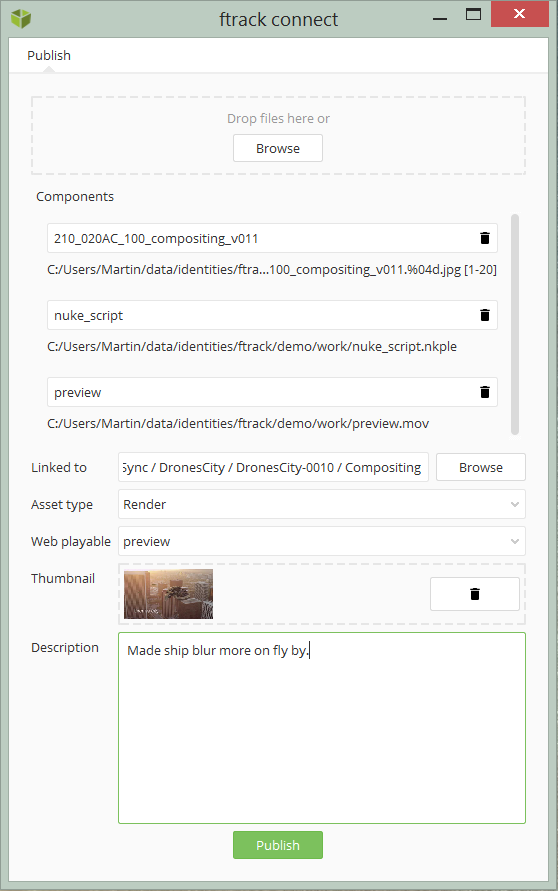 ftrack connect
Publish
Drop files here or
Browse
Components
210_020AC_100_compositing_v011
C:/Users/Martin/data/identities/ftra...100_compositing_v011.%04d.jpg [1-20]
nuke_script
C:/Users/Martin/data/identities/ftrack/demo/work/nuke_script.nkple
preview
C:/Users/Martin/data/identities/ftrack/demo/work/preview.mov
Linked to Sync / DronesCity / DronesCity-0010 / Compositing Browse
Asset type Render
Web playable preview
Thumbnail
Description Made ship blur more on fly by.
Publish